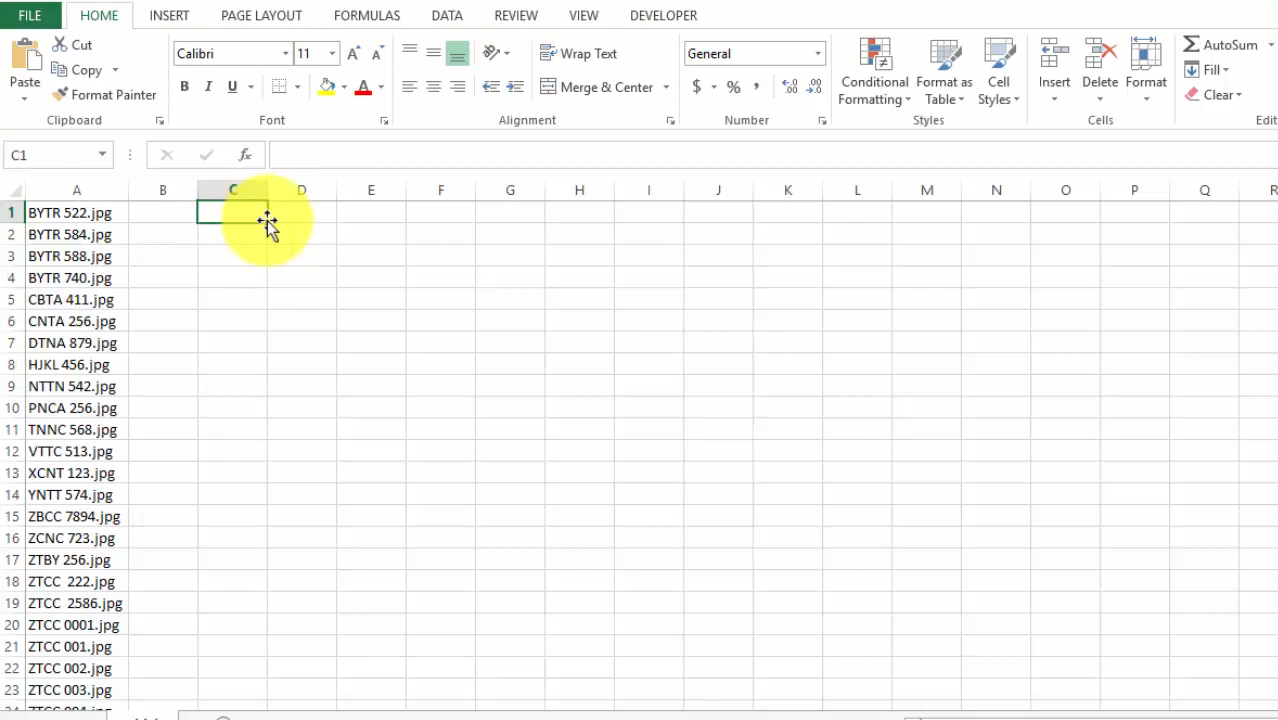 FILE HOME INSERT PAGE LAYOUT FORMULAS DATA REVIEW VIEW DEVELOPER
Paste
Cut
Copy
Format Painter
Clipboard
Calibri 11
B I U
Font
Wrap Text
Merge & Center
Alignment
General
$ % ,
Number
Conditional Formatting
Format as Table
Cell Styles
Styles
Insert
Delete
Format
Cells
AutoSum
Fill
Clear
Edit
C1 fx
A B C D E F G H I J K L M N O P Q R
1 BYTR 522.jpg
2 BYTR 584.jpg
3 BYTR 588.jpg
4 BYTR 740.jpg
5 CBTA 411.jpg
6 CNTA 256.jpg
7 DTNA 879.jpg
8 HJKL 456.jpg
9 NTTN 542.jpg
10 PNCA 256.jpg
11 TNNC 568.jpg
12 VTTC 513.jpg
13 XCNT 123.jpg
14 YNTT 574.jpg
15 ZBCC 7894.jpg
16 ZCNC 723.jpg
17 ZTBY 256.jpg
18 ZTCC  222.jpg
19 ZTCC  2586.jpg
20 ZTCC 0001.jpg
21 ZTCC 001.jpg
22 ZTCC 002.jpg
23 ZTCC 003.jpg